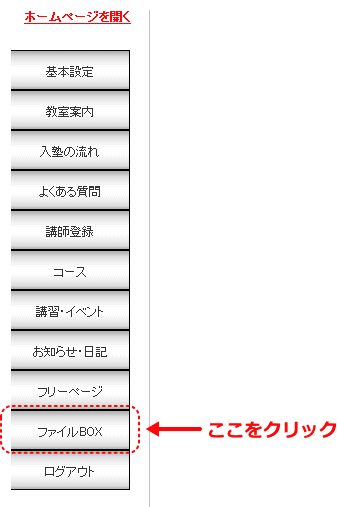 ホームページを開く
基本設定
教室案内
入塾の流れ
よくある質問
講師登録
コース
講習・イベント
お知らせ・日記
フリーページ
ファイルBOX
ここをクリック
ログアウト